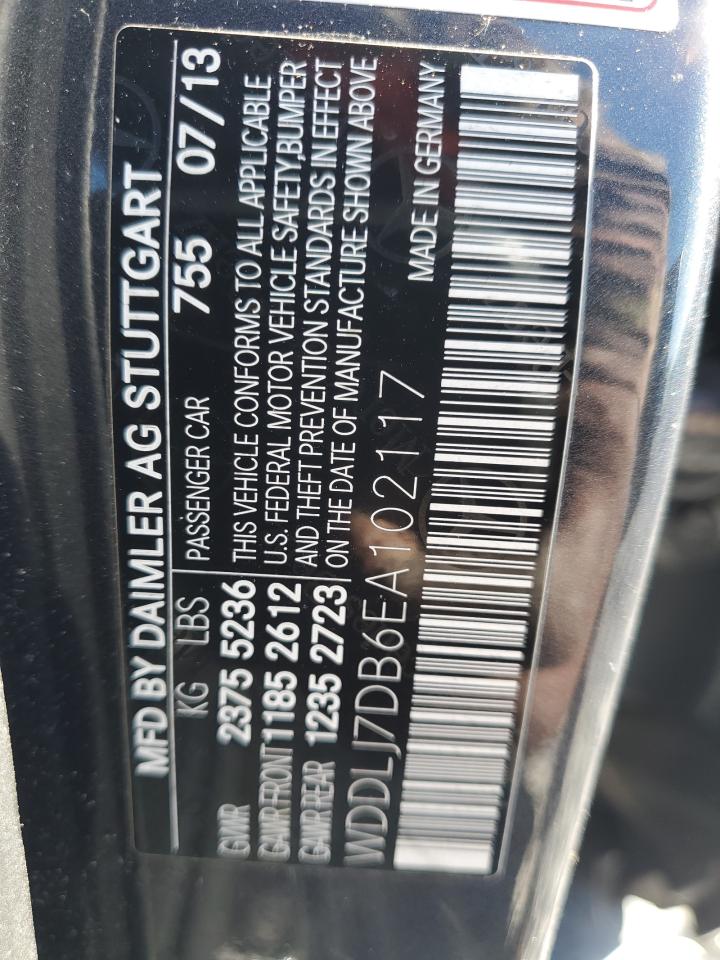 MFD BY DAIMLER AG STUTTGART
KG LBS PASSENGER CAR 755 07/13
GVWR 2375 5236 THIS VEHICLE CONFORMS TO ALL APPLICABLE
GAWR FRONT 1185 2612 U.S. FEDERAL MOTOR VEHICLE SAFETY,BUMPER
GAWR REAR 1235 2723 AND THEFT PREVENTION STANDARDS IN EFFECT
ON THE DATE OF MANUFACTURE SHOWN ABOVE
WDDLJ7DB6EA102117 MADE IN GERMANY